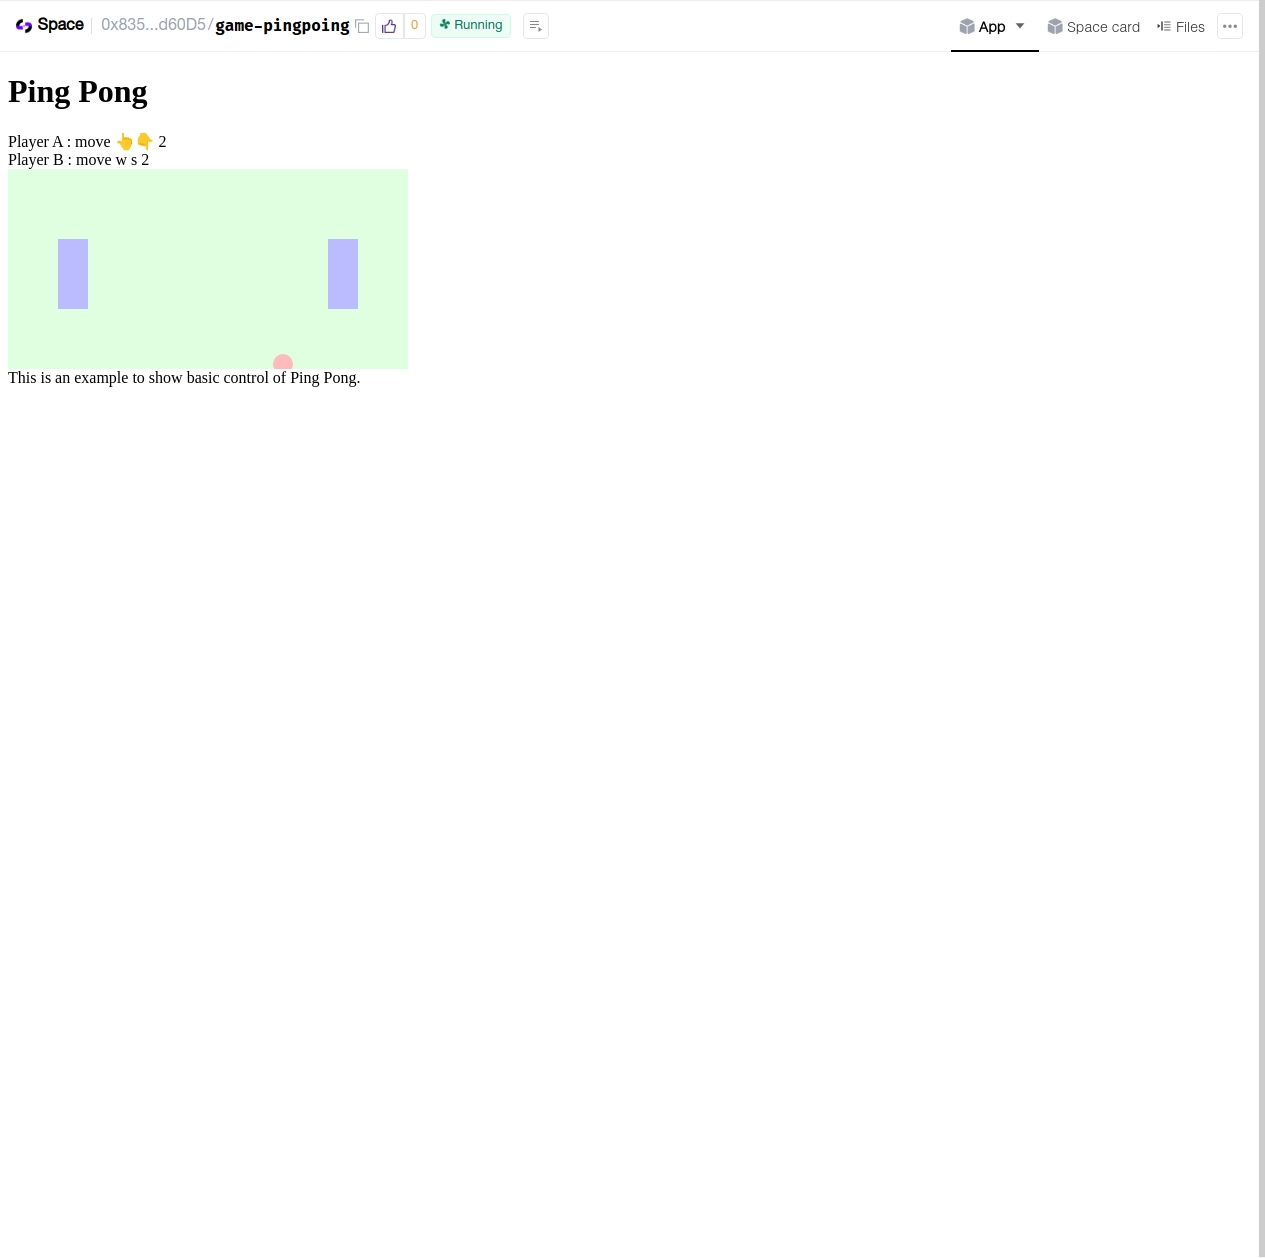 Space 0x835...d60D5/game-pingpoing 0 Running App Space card Files
Ping Pong
Player A : move 👆👇 2
Player B : move w s 2
This is an example to show basic control of Ping Pong.